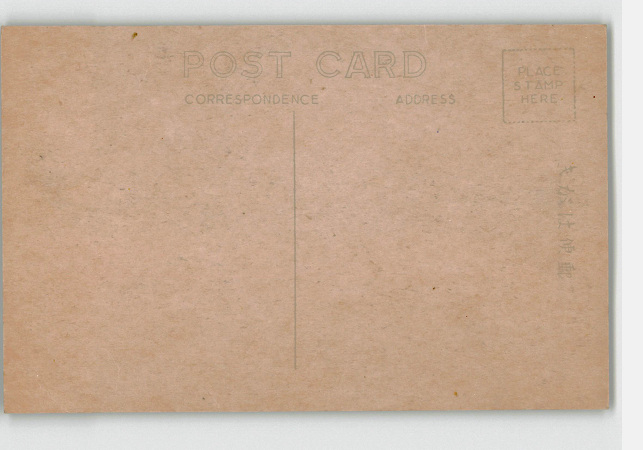 POST CARD
CORRESPONDENCE
ADDRESS
PLACE
STAMP
HERE